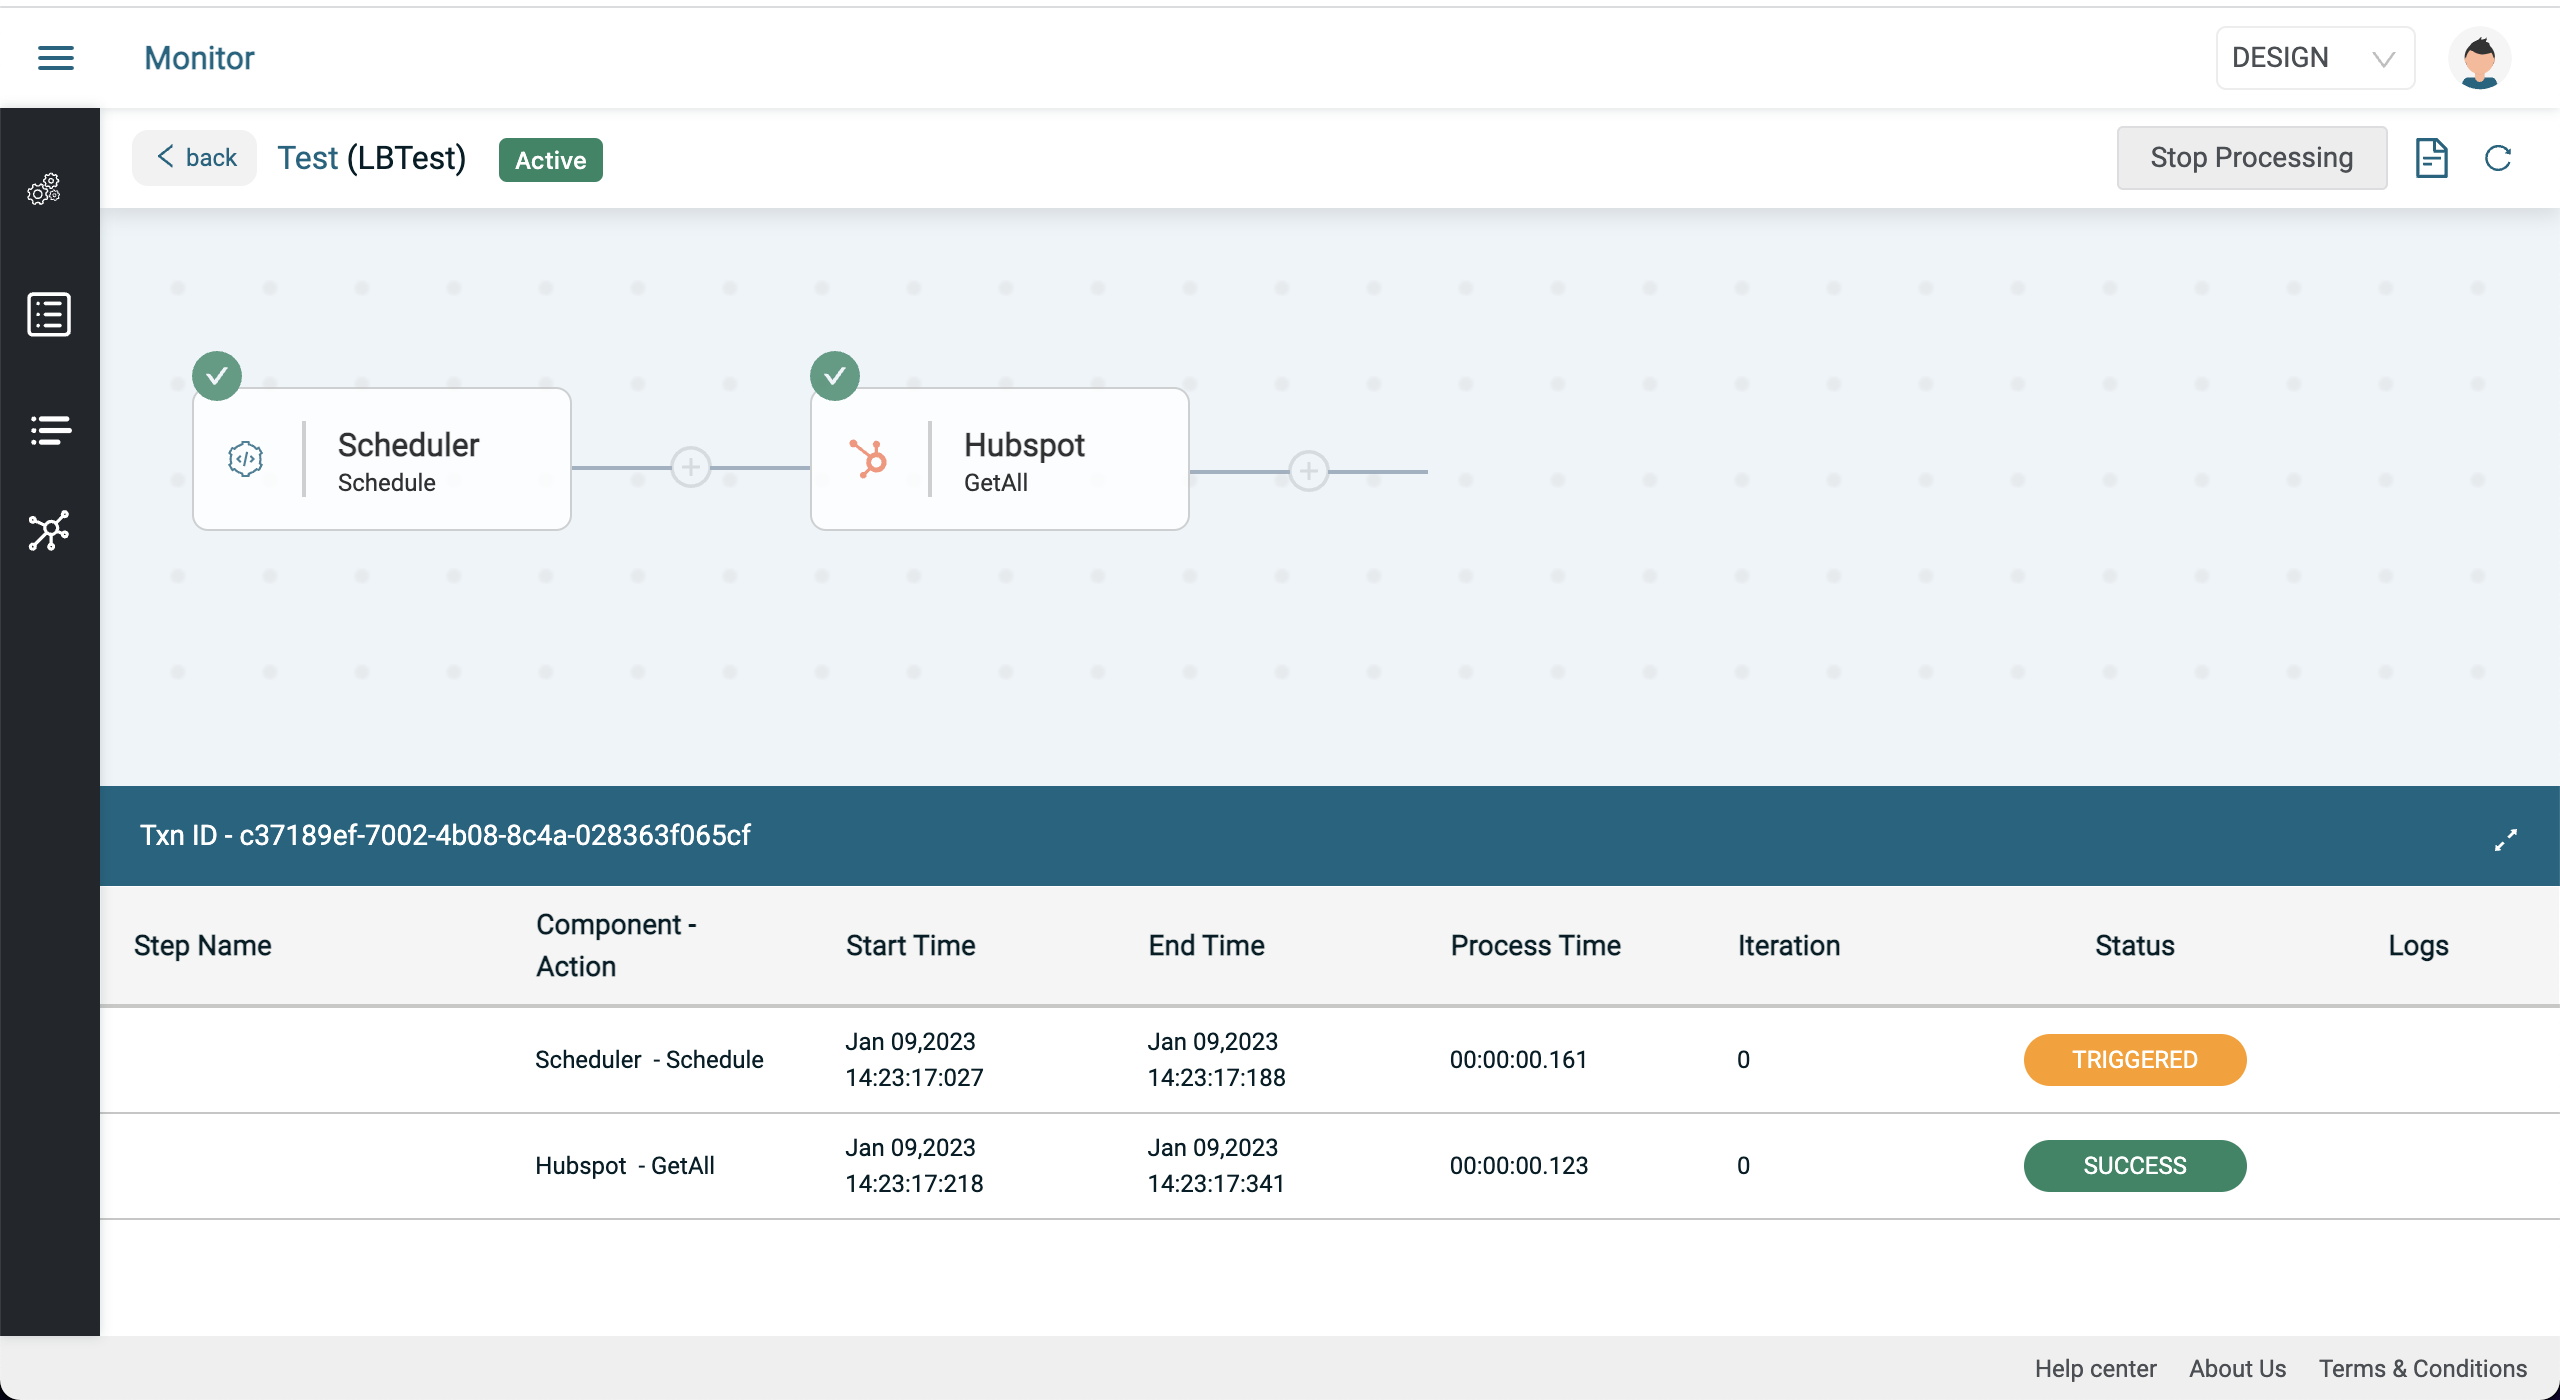 Monitor
DESIGN
back
Test (LBTest)
Active
Stop Processing
Scheduler
Schedule
Hubspot
GetAll
Txn ID - c37189ef-7002-4b08-8c4a-028363f065cf
Step Name
Component -
Action
Start Time
End Time
Process Time
Iteration
Status
Logs
Scheduler - Schedule
Jan 09,2023
14:23:17:027
Jan 09,2023
14:23:17:188
00:00:00.161
0
TRIGGERED
Hubspot - GetAll
Jan 09,2023
14:23:17:218
Jan 09,2023
14:23:17:341
00:00:00.123
0
SUCCESS
Help center About Us Terms & Conditions